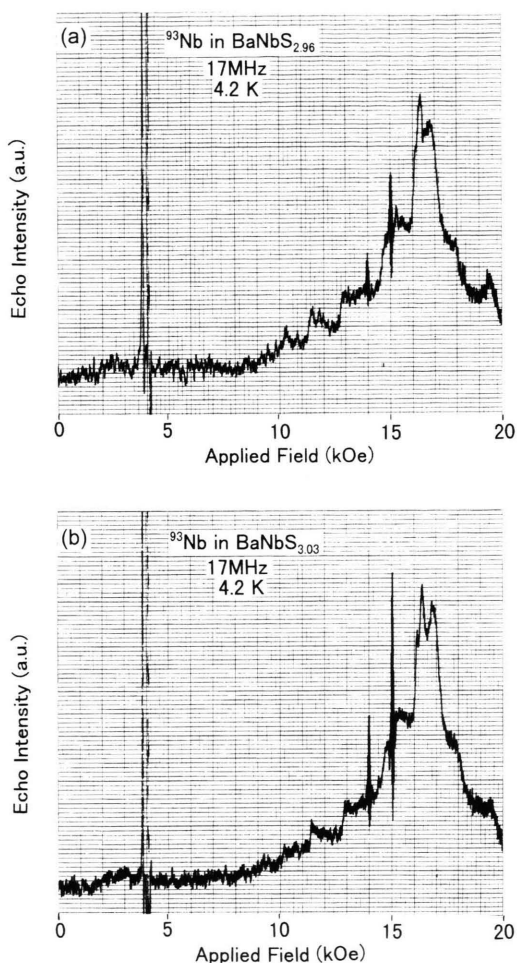 (a)
⁹³Nb in BaNbS₂.₉₆
17MHz
4.2 K
Echo Intensity (a.u.)
0 5 10 15 20
Applied Field (kOe)
(b)
⁹³Nb in BaNbS₃.₀₃
17MHz
4.2 K
Echo Intensity (a.u.)
0 5 10 15 20
Applied Field (kOe)